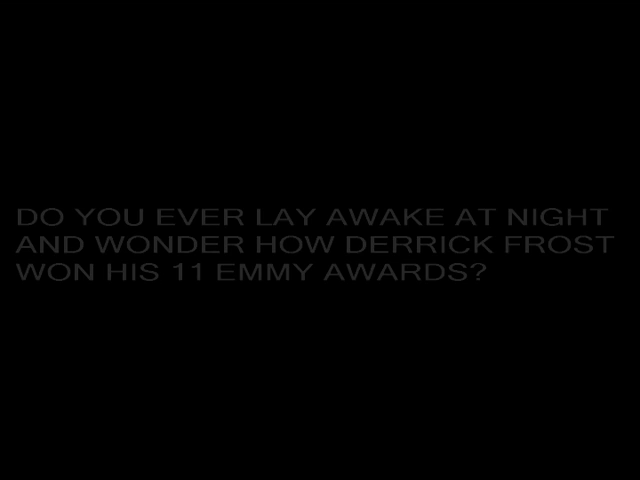 DO YOU EVER LAY AWAKE AT NIGHT
AND WONDER HOW DERRICK FROST
WON HIS 11 EMMY AWARDS?